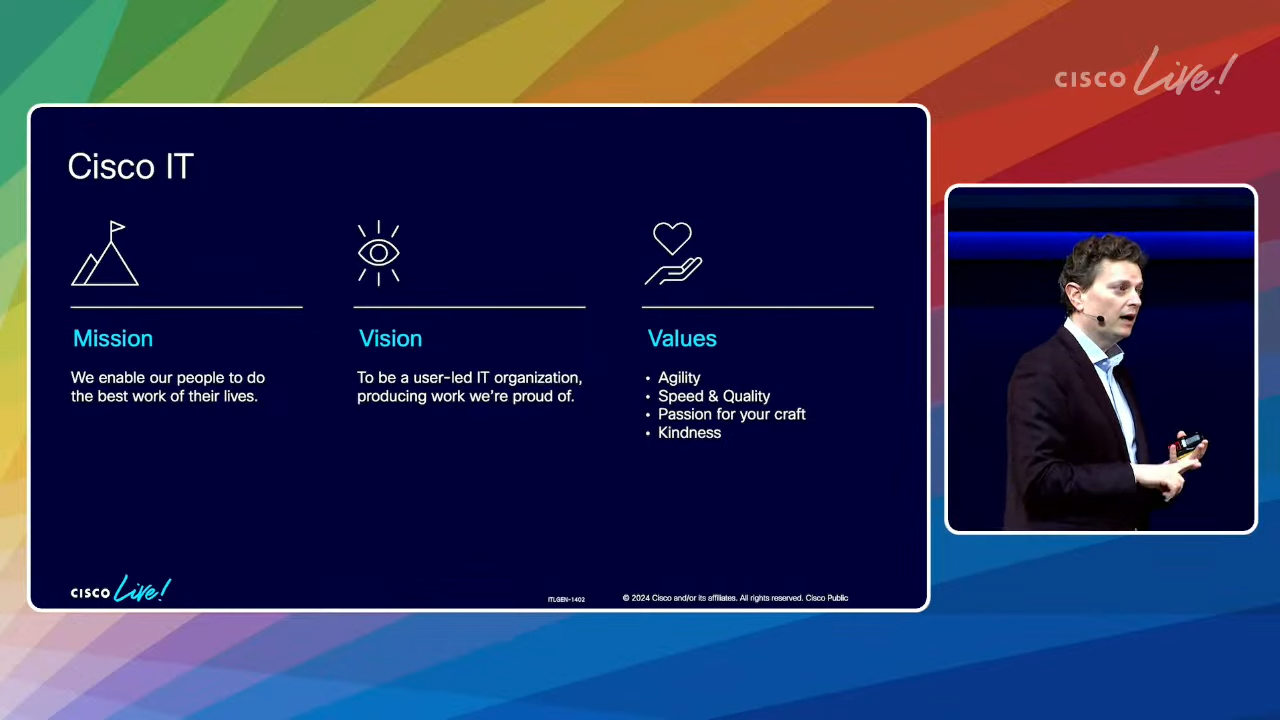 CISCO Live!
Cisco IT
Mission
We enable our people to do
the best work of their lives.
Vision
To be a user-led IT organization,
producing work we're proud of.
Values
• Agility
• Speed & Quality
• Passion for your craft
• Kindness
CISCO Live!
ITLGEN-1402
© 2024 Cisco and/or its affiliates. All rights reserved. Cisco Public